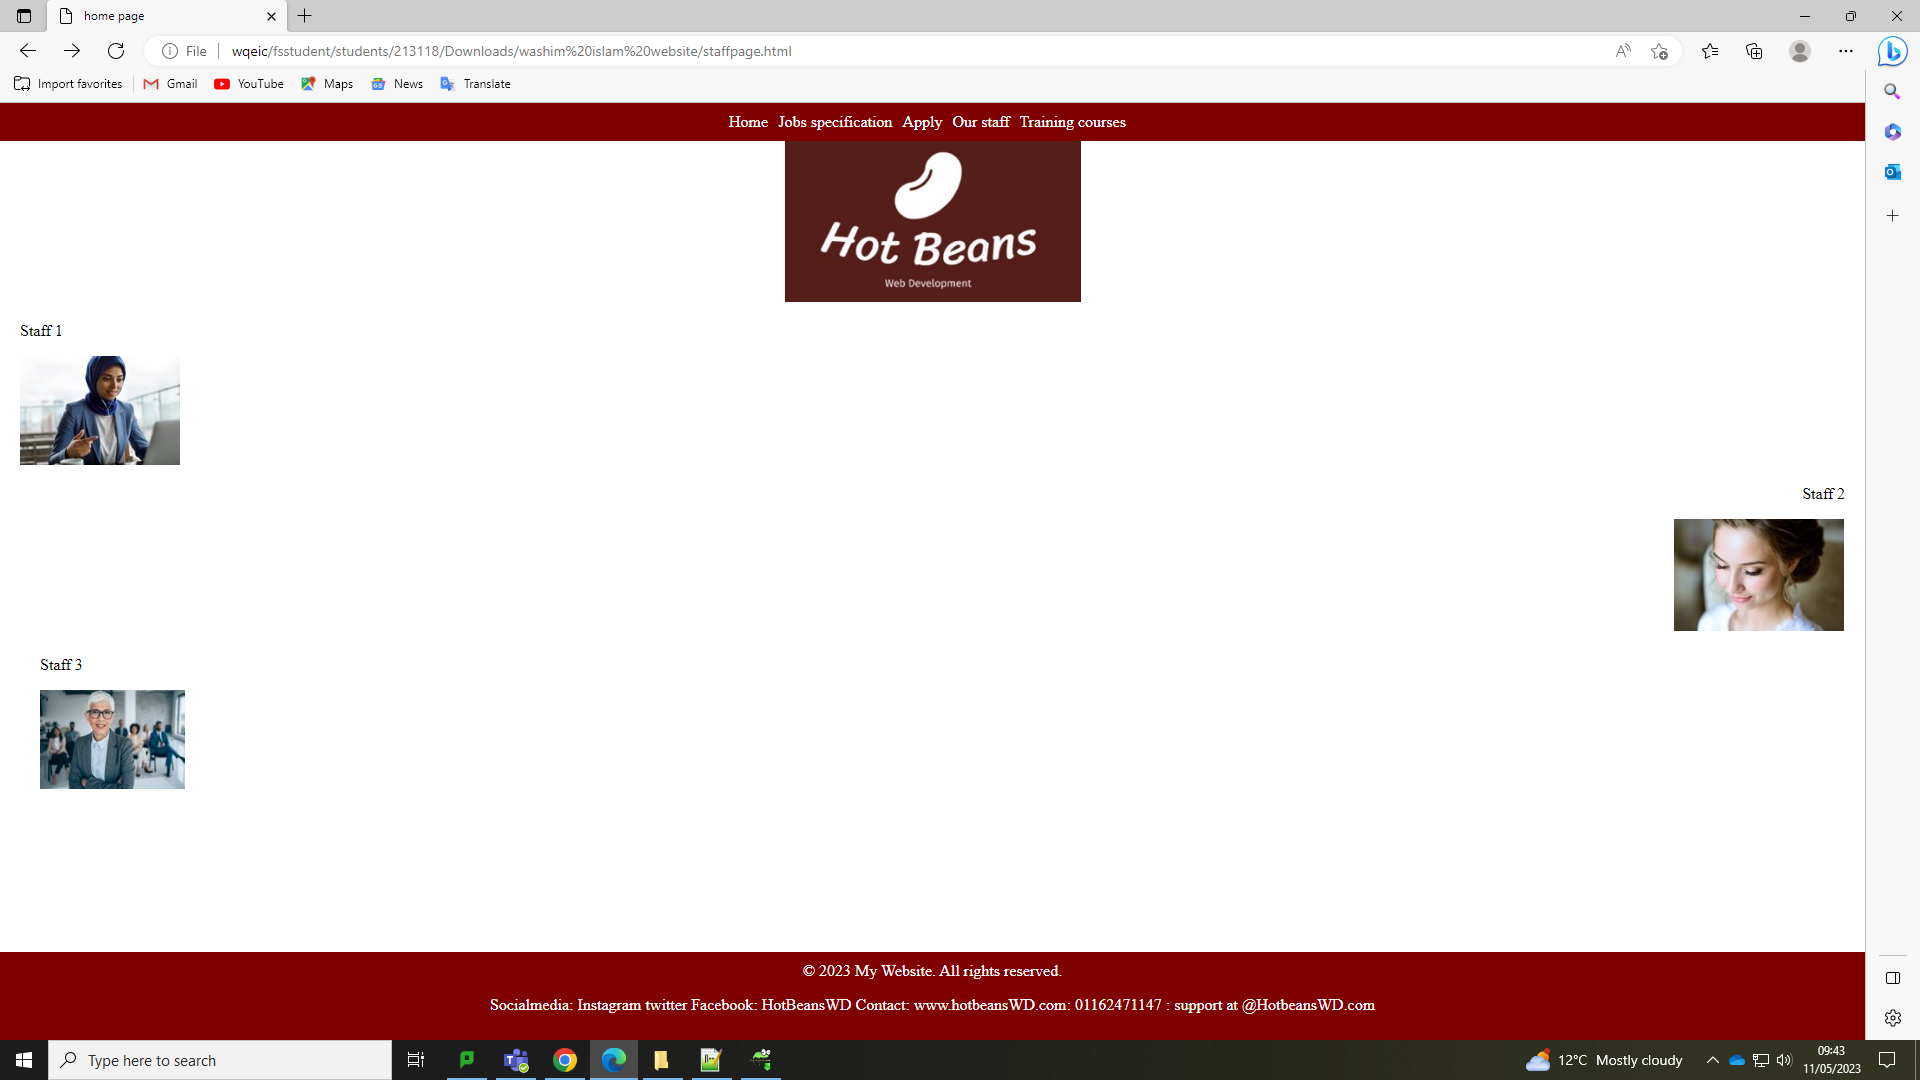 home page
File
wqeic/fsstudent/students/213118/Downloads/washim%20islam%20website/staffpage.html
Import favorites Gmail YouTube Maps News Translate
Home Jobs specification Apply Our staff Training courses
Hot Beans
Web Development
Staff 1
Staff 2
Staff 3
© 2023 My Website. All rights reserved.
Socialmedia: Instagram twitter Facebook: HotBeansWD Contact: www.hotbeansWD.com: 01162471147 : support at @HotbeansWD.com
Type here to search
12°C Mostly cloudy
09:43
11/05/2023